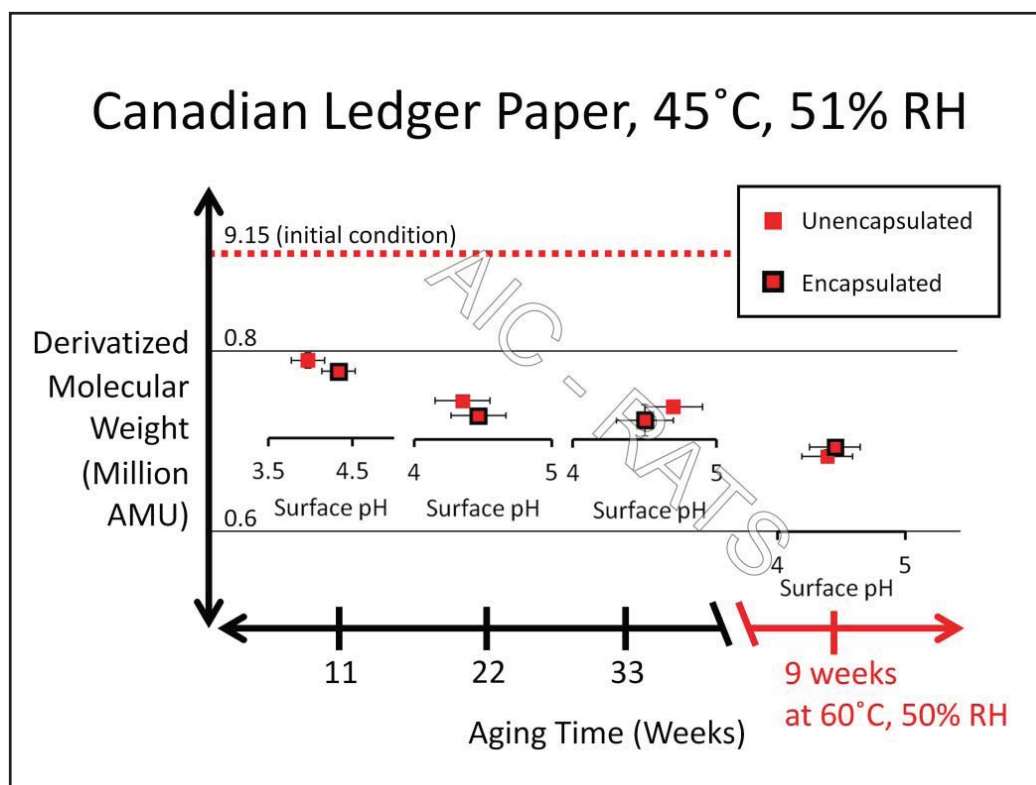 Canadian Ledger Paper, 45˚C, 51% RH
9.15 (initial condition)
Unencapsulated
Encapsulated
Derivatized
Molecular
Weight
(Million
AMU)
0.8
0.6
3.5 4.5
Surface pH
4 5
Surface pH
4 5
Surface pH
4 5
Surface pH
11 22 33
Aging Time (Weeks)
9 weeks
at 60˚C, 50% RH
AIC - RATS